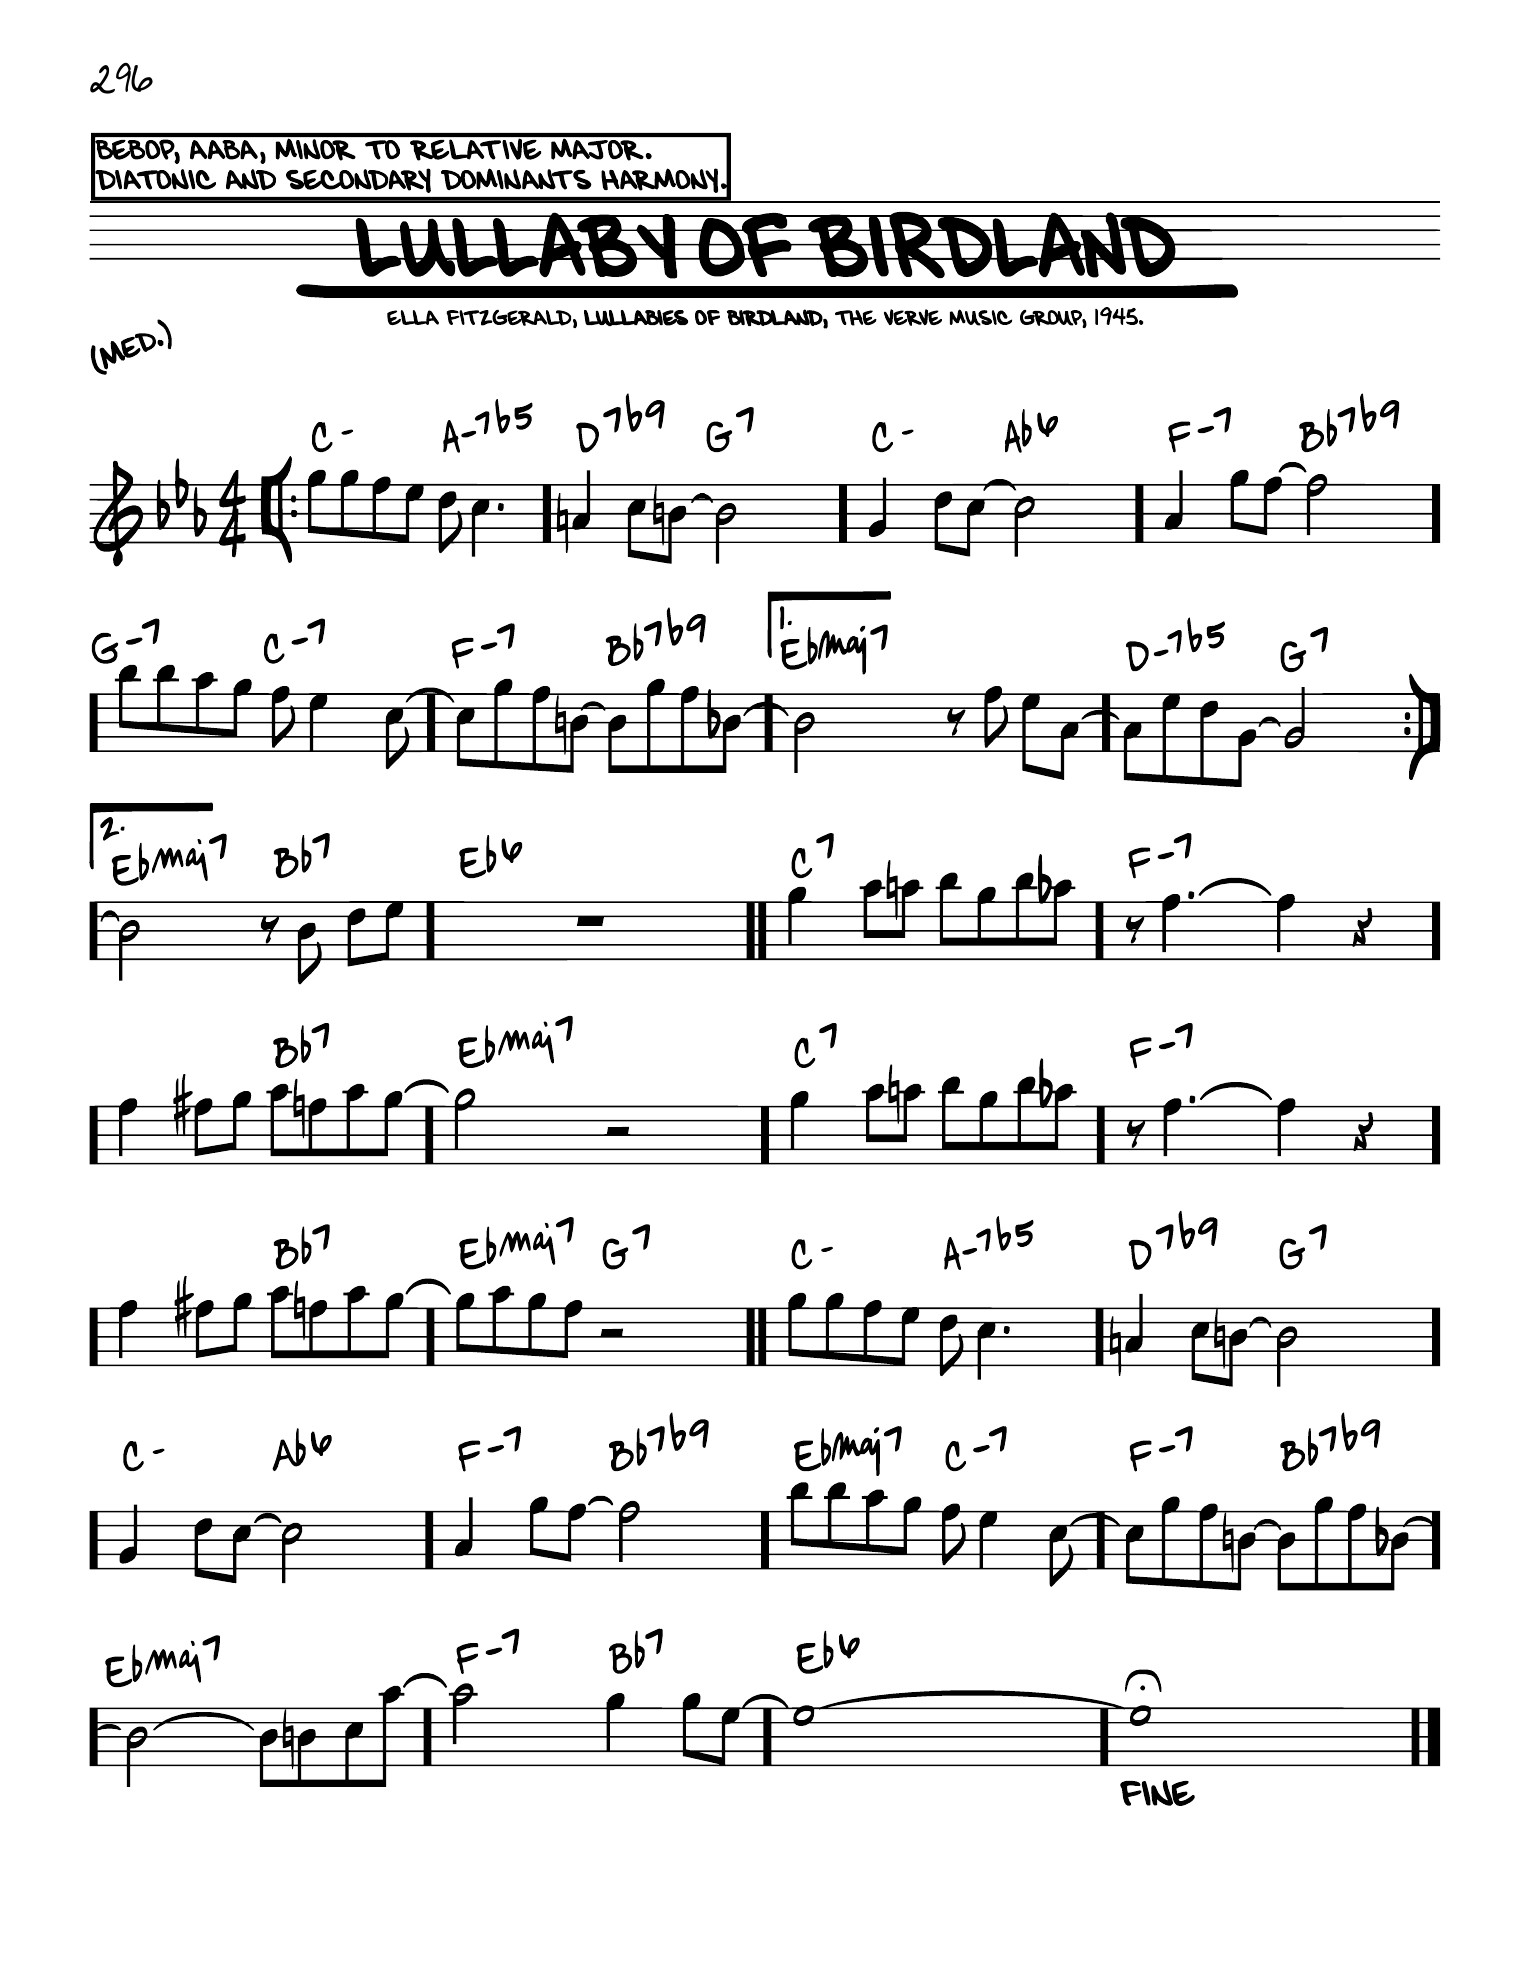 296
BEBOP, AABA, MINOR TO RELATIVE MAJOR.
DIATONIC AND SECONDARY DOMINANTS HARMONY.
LULLABY OF BIRDLAND
ELLA FITZGERALD, LULLABIES OF BIRDLAND, THE VERVE MUSIC GROUP, 1945.
(MED.)
C- A-7b5 D7b9 G7 C- Ab6 F-7 Bb7b9
4/4
1.
G-7 C-7 F-7 Bb7b9 Ebmaj7 D-7b5 G7
2.
Ebmaj7 Bb7 Eb6 C7 F-7
Bb7 Ebmaj7 C7 F-7
Bb7 Ebmaj7 G7 C- A-7b5 D7b9 G7
C- Ab6 F-7 Bb7b9 Ebmaj7 C-7 F-7 Bb7b9
Ebmaj7 F-7 Bb7 Eb6
FINE